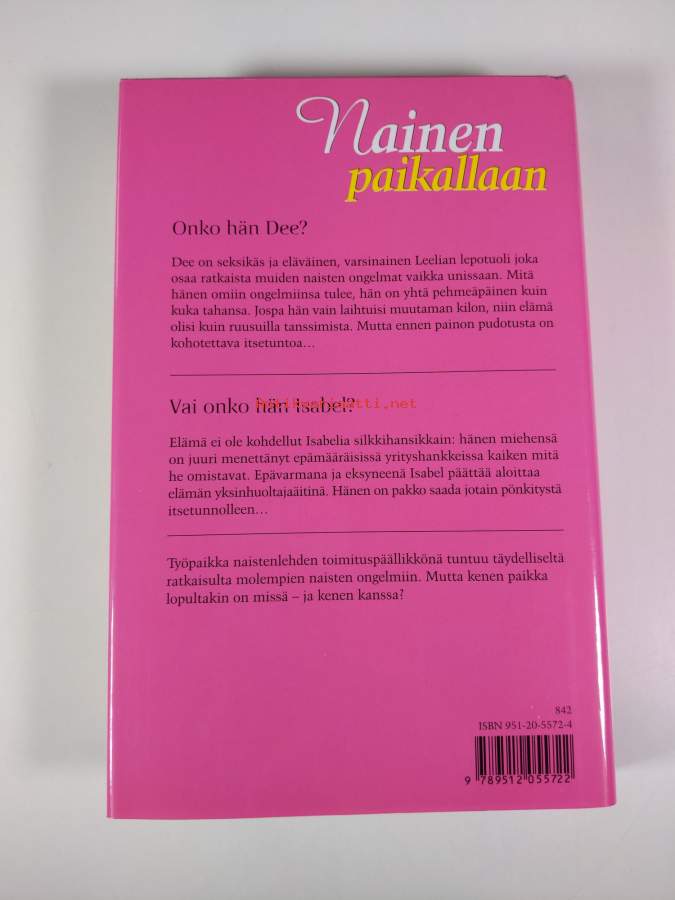 Nainen
paikallaan
Onko hän Dee?
Dee on seksikäs ja eläväinen, varsinainen Leelian lepotuoli joka
osaa ratkaista muiden naisten ongelmat vaikka unissaan. Mitä
hänen omiin ongelmiinsa tulee, hän on yhtä pehmeäpäinen kuin
kuka tahansa. Jospa hän vain laihtuisi muutaman kilon, niin elämä
olisi kuin ruusuilla tanssimista. Mutta ennen painon pudotusta on
kohotettava itsetuntoa…
Vai onko hän Isabel?
Elämä ei ole kohdellut Isabelia silkkihansikkain: hänen miehensä
on juuri menettänyt epämääräisissä yrityshankkeissa kaiken mitä
he omistavat. Epävarmana ja eksyneenä Isabel päättää aloittaa
elämän yksinhuoltajaäitinä. Hänen on pakko saada jotain pönkitystä
itsetunnolleen…
Työpaikka naistenlehden toimituspäällikkönä tuntuu täydelliseltä
ratkaisulta molempien naisten ongelmiin. Mutta kenen paikka
lopultakin on missä – ja kenen kanssa?
842
ISBN 951-20-5572-4
9 789512 055722